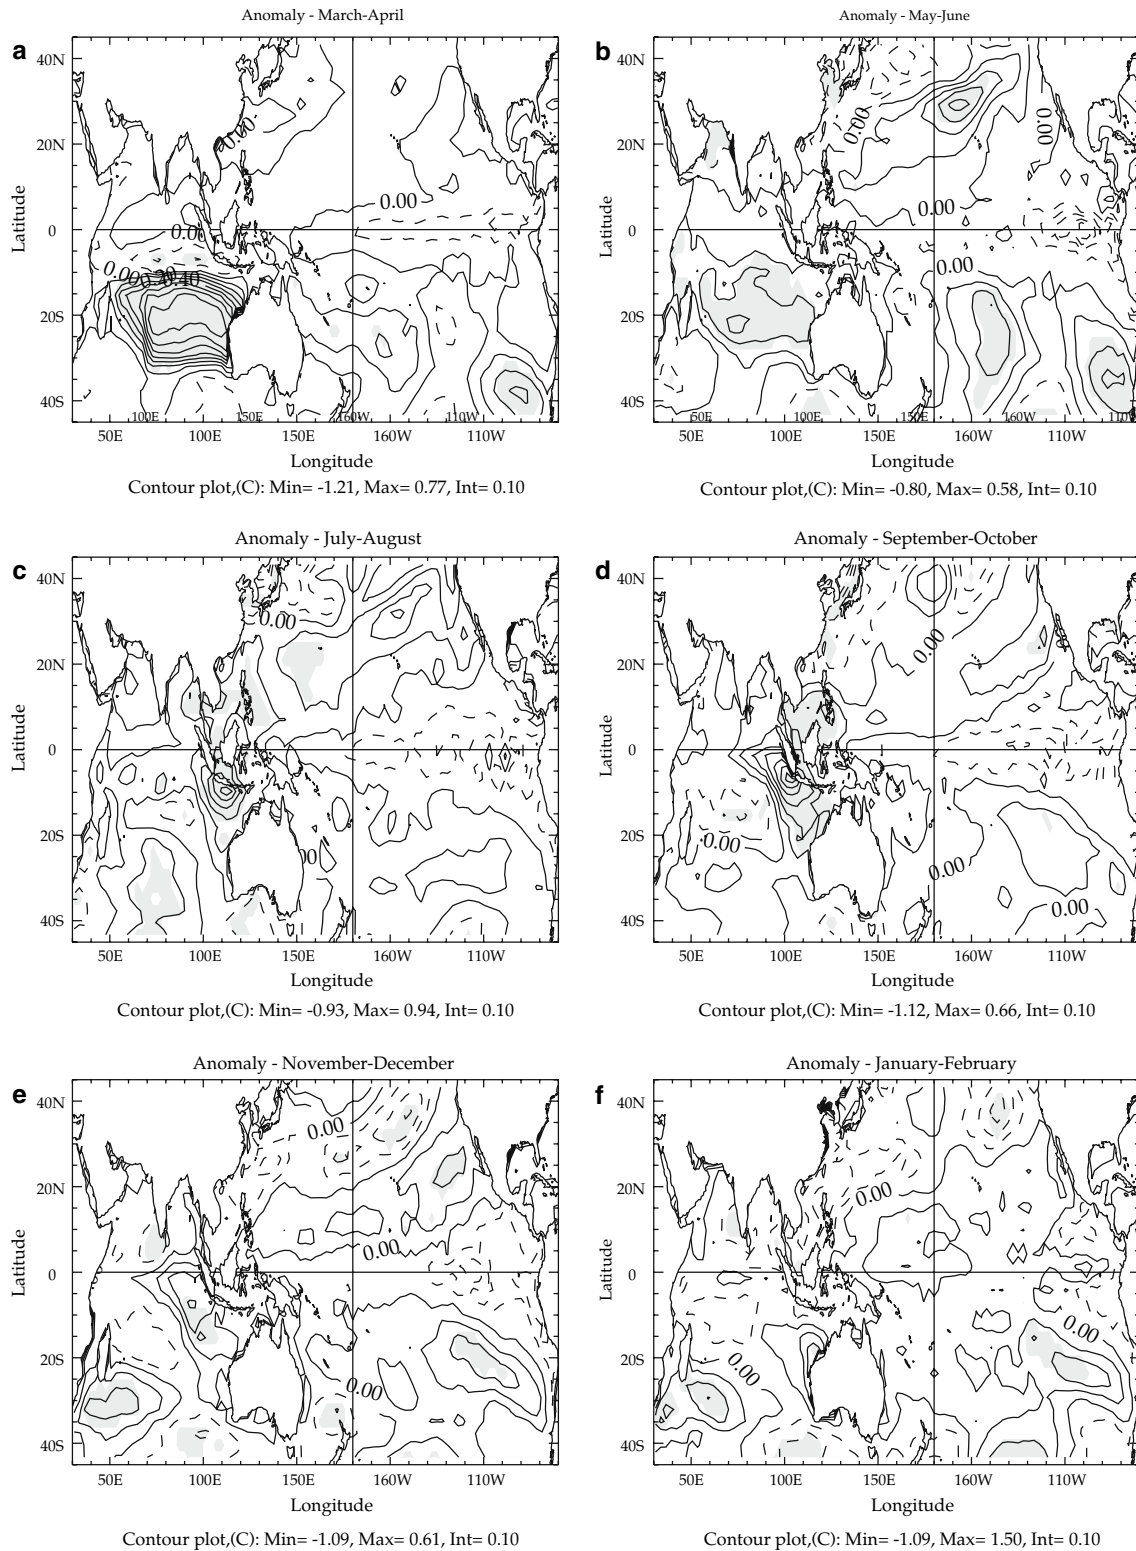 Anomaly - March-April
Anomaly - May-June
a
b
40N
20N
0
20S
40S
Latitude
0.00
0.00
0.00
0.40
100E
150E
160W
110W
50E
100E
150E
160W
110W
Longitude
Contour plot,(C): Min= -1.21, Max= 0.77, Int= 0.10
40N
20N
0
20S
40S
Latitude
0.00
0.00
0.00
0.00
50E
100E
150E
160W
110W
50E
100E
150E
160W
110W
Longitude
Contour plot,(C): Min= -0.80, Max= 0.58, Int= 0.10
Anomaly - July-August
Anomaly - September-October
c
d
40N
20N
0
20S
40S
Latitude
0.00
50E
100E
150E
160W
110W
Longitude
Contour plot,(C): Min= -0.93, Max= 0.94, Int= 0.10
40N
20N
0
20S
40S
Latitude
0.00
0.00
0.00
0.00
50E
100E
150E
160W
110W
Longitude
Contour plot,(C): Min= -1.12, Max= 0.66, Int= 0.10
Anomaly - November-December
Anomaly - January-February
e
f
40N
20N
0
20S
40S
Latitude
0.00
0.00
0.00
50E
100E
150E
160W
110W
Longitude
Contour plot,(C): Min= -1.09, Max= 0.61, Int= 0.10
40N
20N
0
20S
40S
Latitude
0.00
0.00
0.00
50E
100E
150E
160W
110W
Longitude
Contour plot,(C): Min= -1.09, Max= 1.50, Int= 0.10